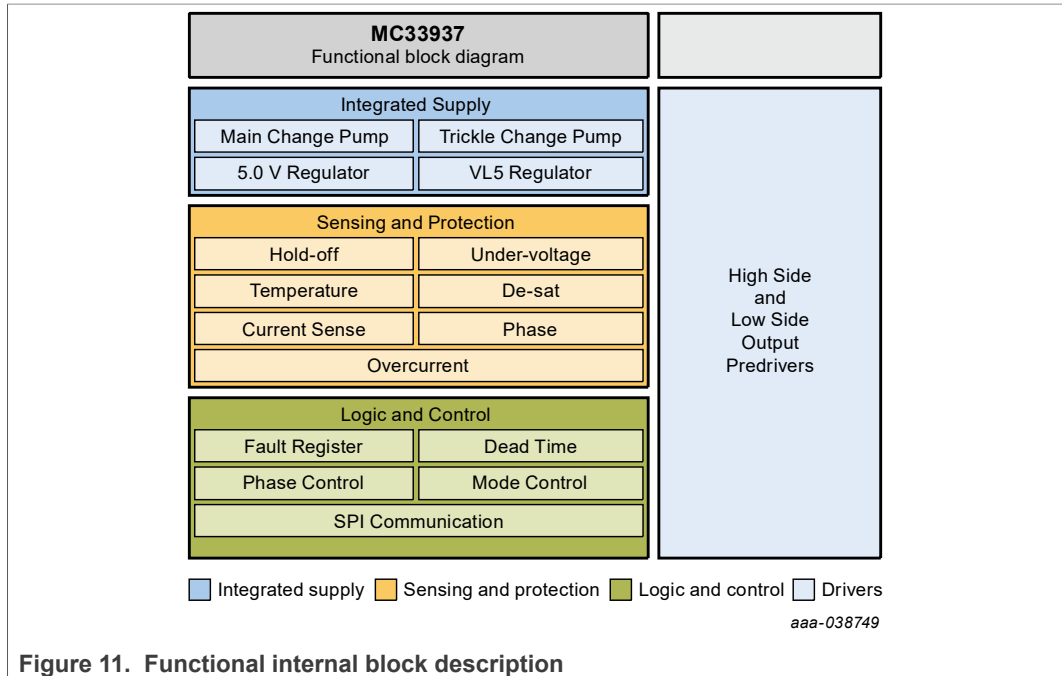 MC33937
Functional block diagram
Integrated Supply
Main Change Pump
Trickle Change Pump
5.0 V Regulator
VL5 Regulator
Sensing and Protection
Hold-off
Under-voltage
Temperature
De-sat
Current Sense
Phase
Overcurrent
Logic and Control
Fault Register
Dead Time
Phase Control
Mode Control
SPI Communication
High Side
and
Low Side
Output
Predrivers
Integrated supply
Sensing and protection
Logic and control
Drivers
aaa-038749
Figure 11. Functional internal block description